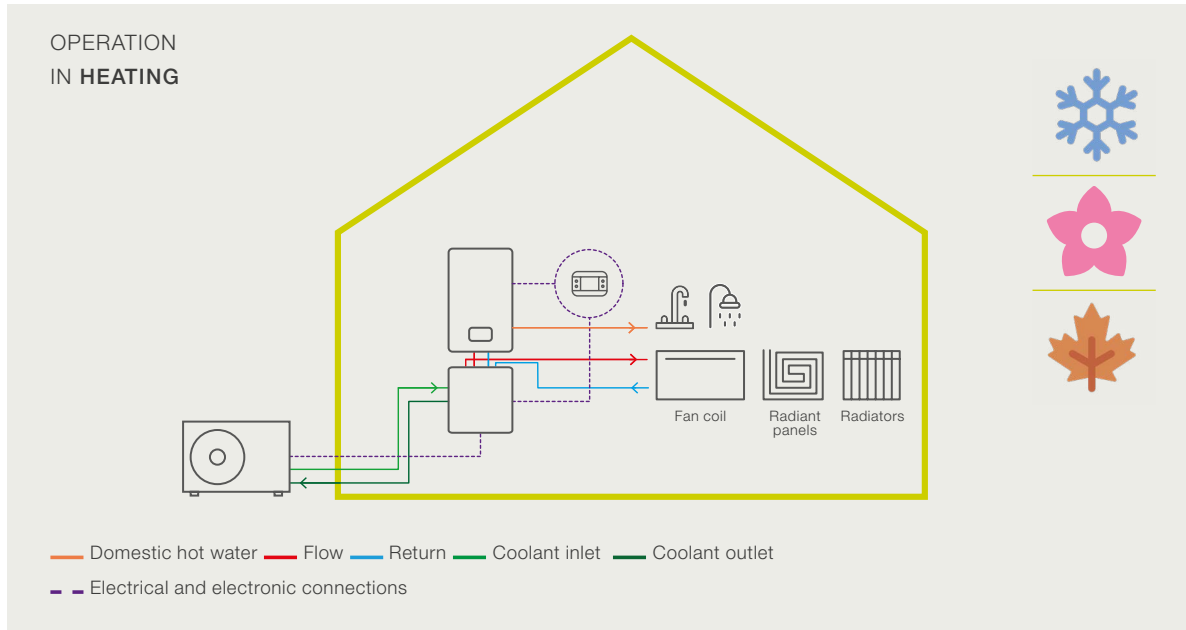 OPERATION
IN HEATING
Fan coil
Radiant
panels
Radiators
Domestic hot water
Flow
Return
Coolant inlet
Coolant outlet
Electrical and electronic connections